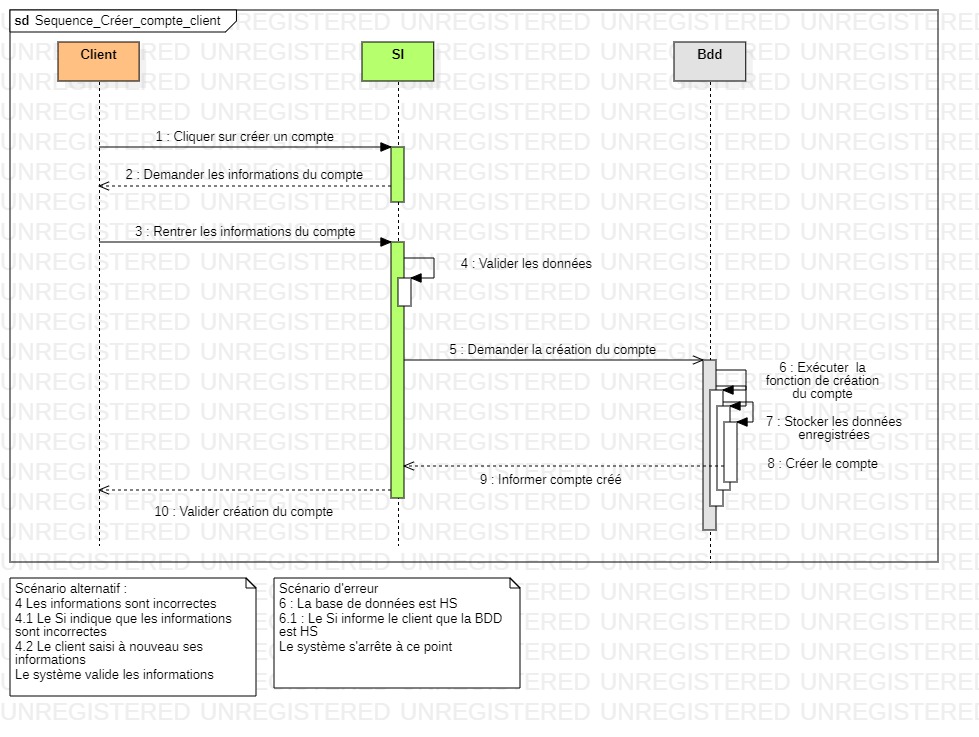 sd Sequence_Créer_compte_client
Client
SI
Bdd
1 : Cliquer sur créer un compte
2 : Demander les informations du compte
3 : Rentrer les informations du compte
4 : Valider les données
5 : Demander la création du compte
6 : Exécuter  la
fonction de création
du compte
7 : Stocker les données
enregistrées
8 : Créer le compte
9 : Informer compte créé
10 : Valider création du compte
Scénario alternatif :
4 Les informations sont incorrectes
4.1 Le Si indique que les informations
sont incorrectes
4.2 Le client saisi à nouveau ses
informations
Le système valide les informations
Scénario d'erreur
6 : La base de données est HS
6.1 : Le Si informe le client que la BDD
est HS
Le système s'arrête à ce point
UNREGISTERED